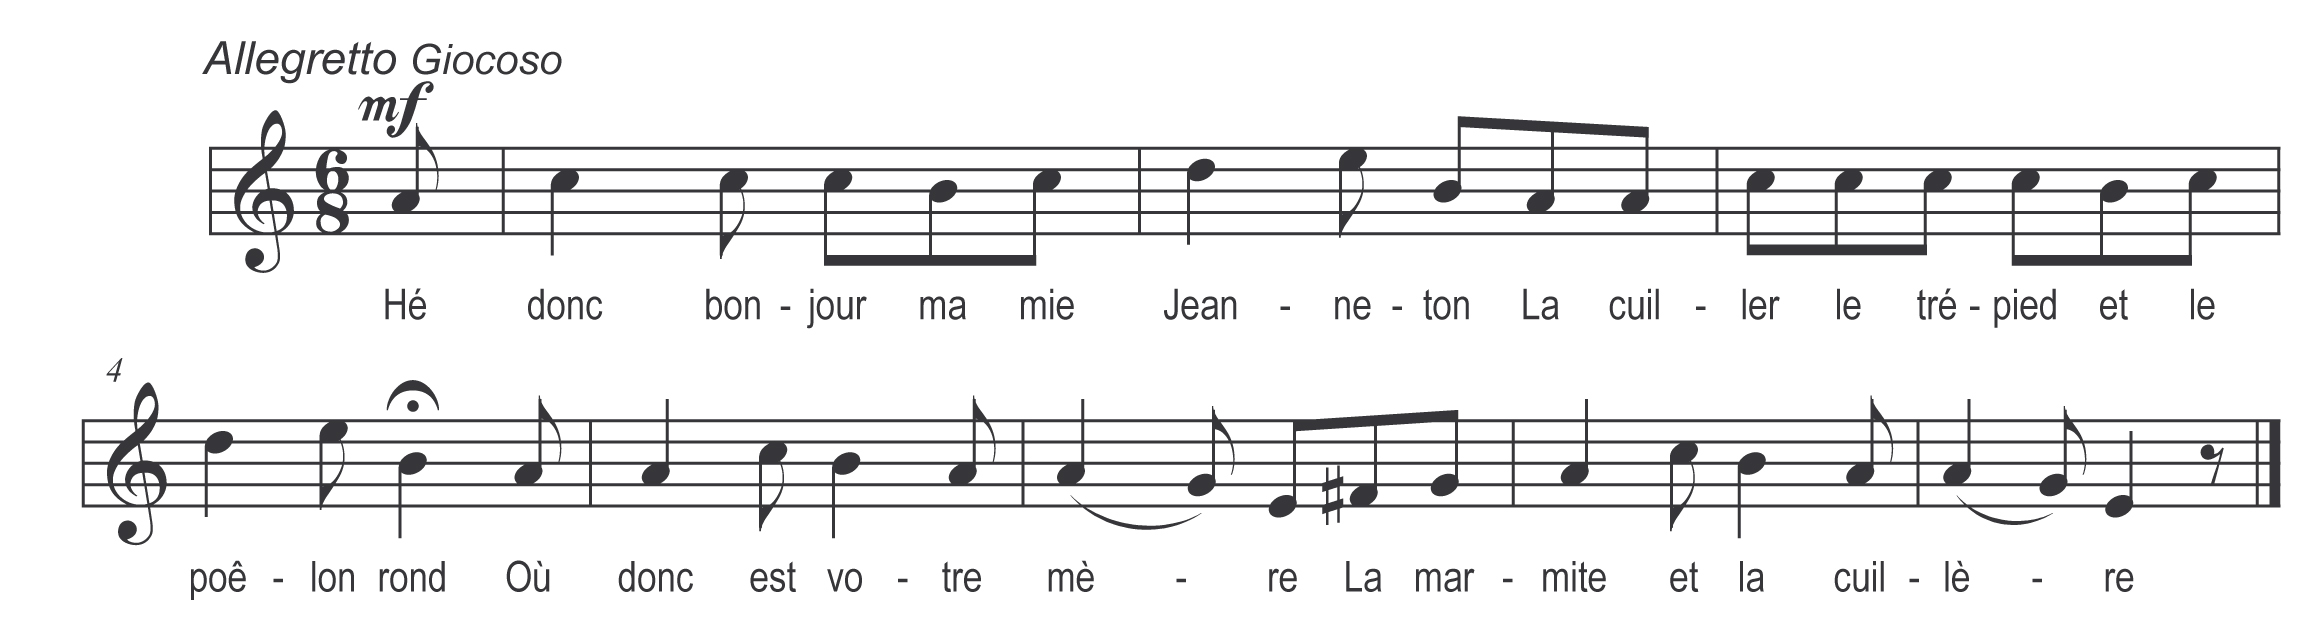 Allegretto Giocoso
mf
6
8
Hé donc bon - jour ma mie Jean - ne - ton La cuil - ler le tré - pied et le
4
poê - lon rond Où donc est vo - tre mè - re La mar - mite et la cuil - lè - re